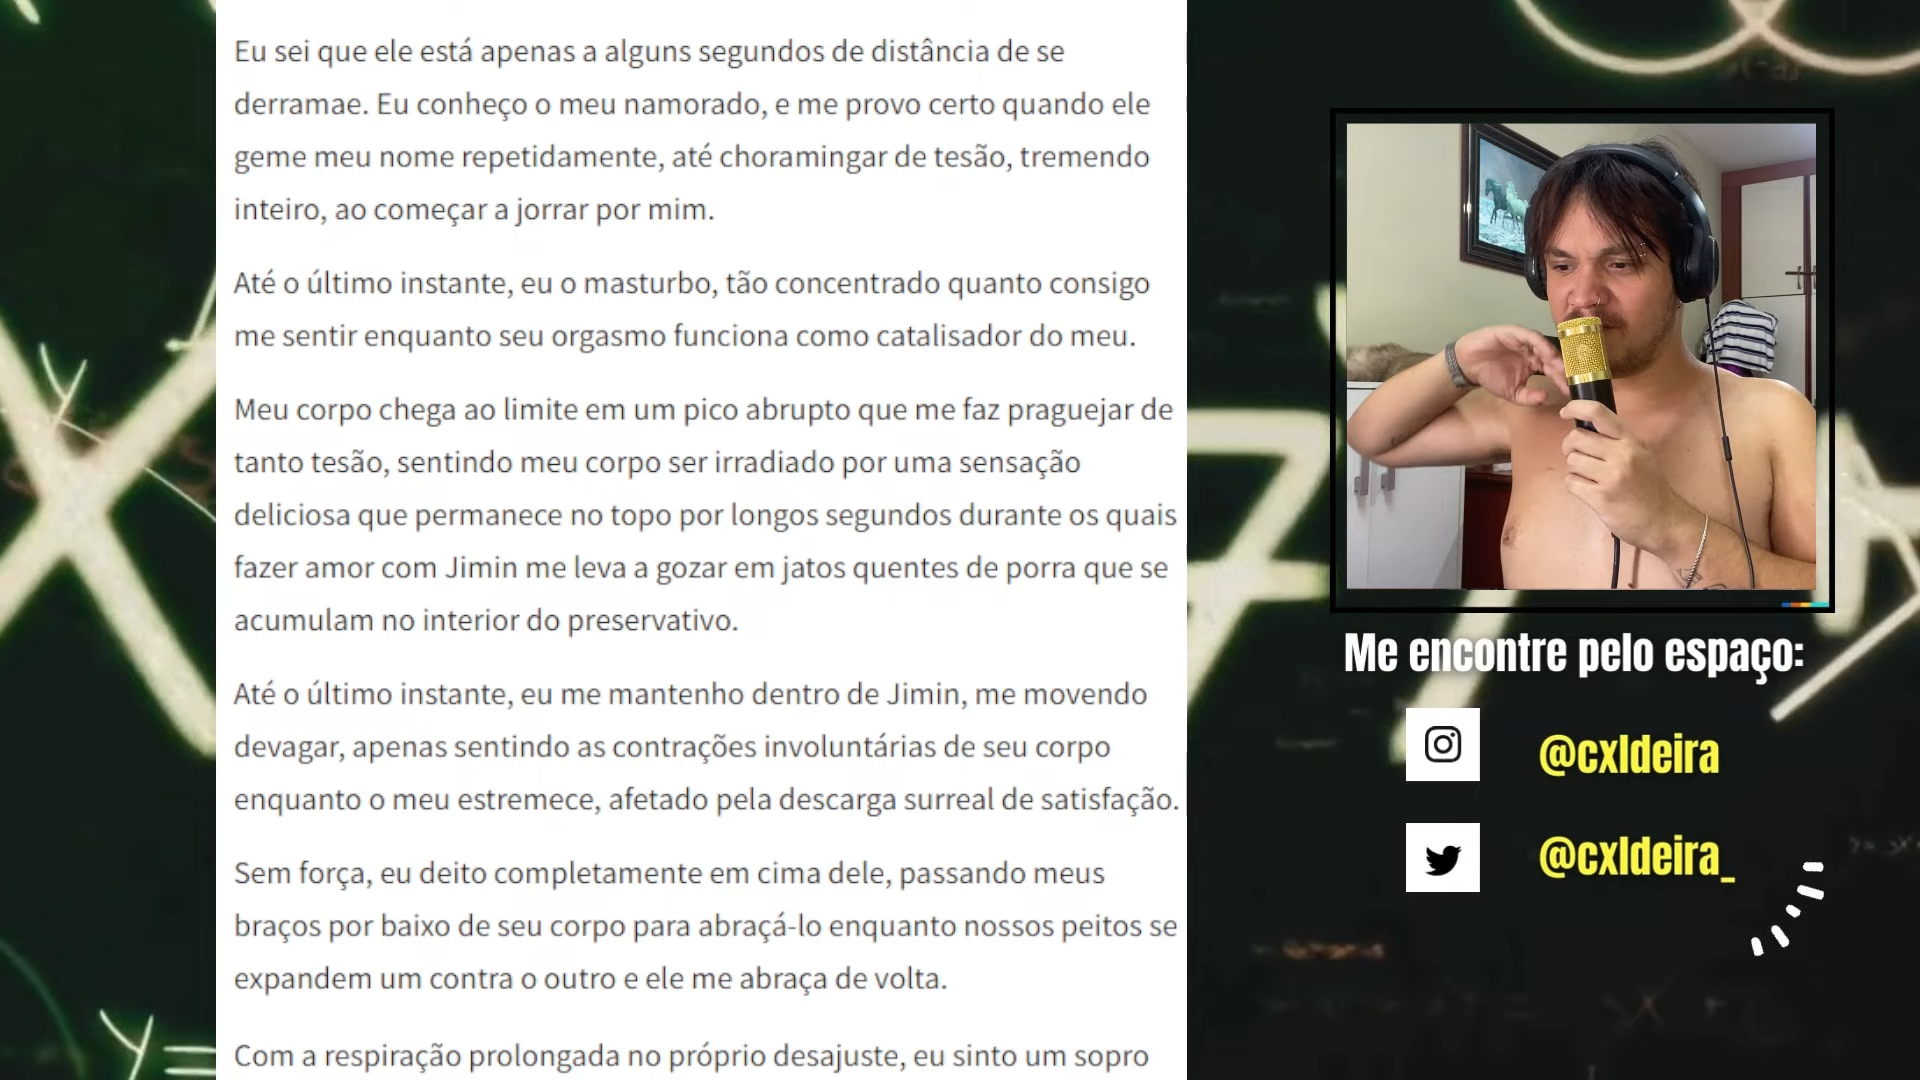 Eu sei que ele está apenas a alguns segundos de distância de se
derramae. Eu conheço o meu namorado, e me provo certo quando ele
geme meu nome repetidamente, até choramingar de tesão, tremendo
inteiro, ao começar a jorrar por mim.
Até o último instante, eu o masturbo, tão concentrado quanto consigo
me sentir enquanto seu orgasmo funciona como catalisador do meu.
Meu corpo chega ao limite em um pico abrupto que me faz praguejar de
tanto tesão, sentindo meu corpo ser irradiado por uma sensação
deliciosa que permanece no topo por longos segundos durante os quais
fazer amor com Jimin me leva a gozar em jatos quentes de porra que se
acumulam no interior do preservativo.
Até o último instante, eu me mantenho dentro de Jimin, me movendo
devagar, apenas sentindo as contrações involuntárias de seu corpo
enquanto o meu estremece, afetado pela descarga surreal de satisfação.
Sem força, eu deito completamente em cima dele, passando meus
braços por baixo de seu corpo para abraçá-lo enquanto nossos peitos se
expandem um contra o outro e ele me abraça de volta.
Com a respiração prolongada no próprio desajuste, eu sinto um sopro
Me encontre pelo espaço:
@cxldeira
@cxldeira_